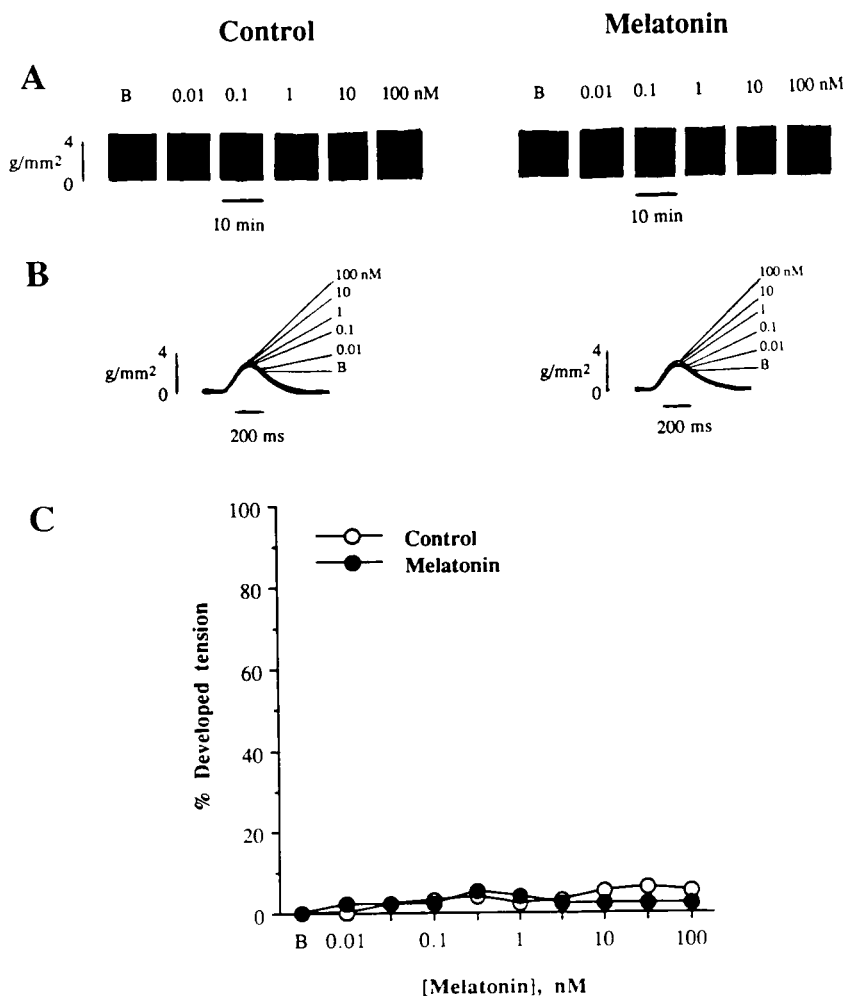 Control Melatonin
A
B 0.01 0.1 1 10 100 nM
B 0.01 0.1 1 10 100 nM
4
g/mm2
0
10 min
10 min
B
100 nM
10
1
0.1
0.01
B
4
g/mm2
0
200 ms
100 nM
10
1
0.1
0.01
B
4
g/mm2
0
200 ms
C
100
80
60
40
20
0
% Developed tension
Control
Melatonin
B 0.01 0.1 1 10 100
[Melatonin], nM